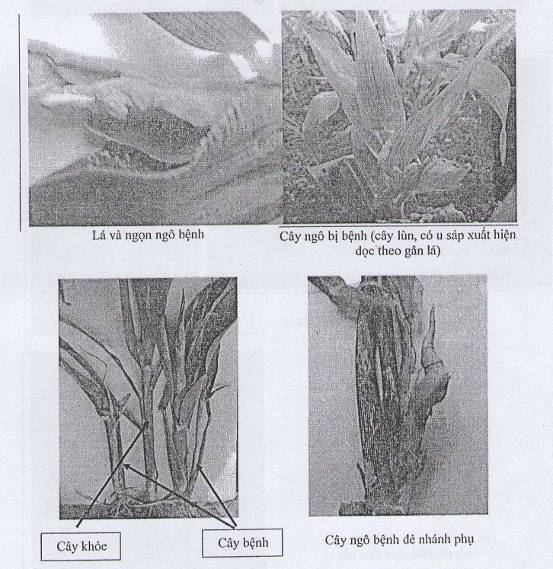 Lá và ngọn ngô bệnh
Cây ngô bị bệnh (cây lùn, có u sáp xuất hiện
dọc theo gân lá)
Cây khỏe
Cây bệnh
Cây ngô bệnh đẻ nhánh phụ